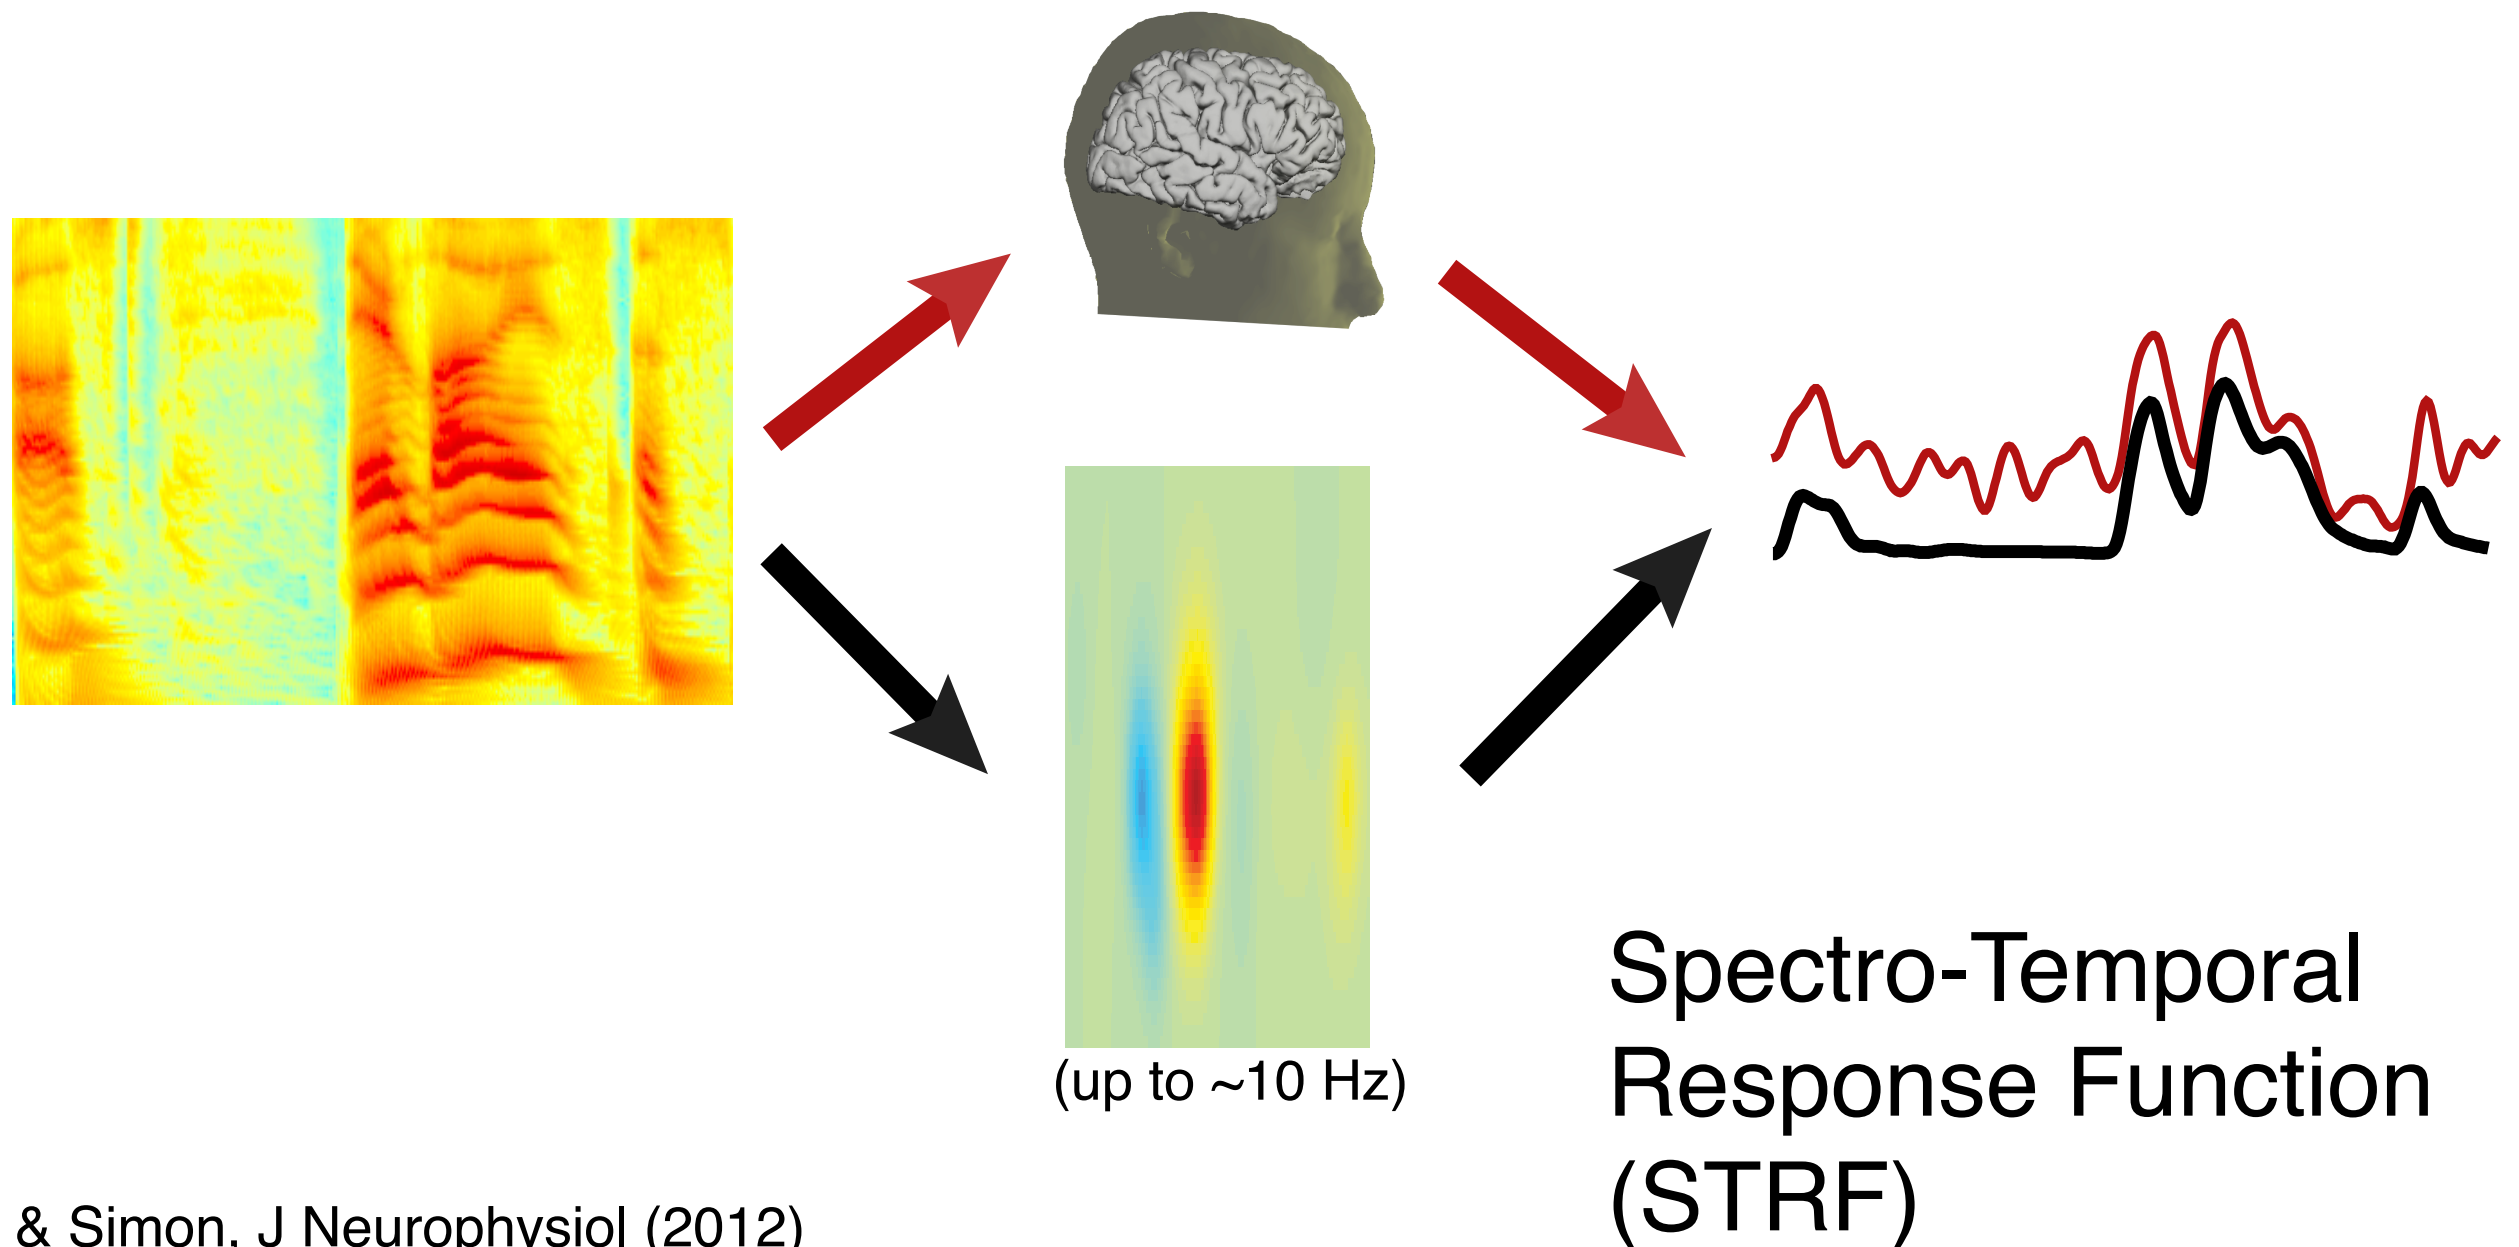 (up to ~10 Hz)
Spectro-Temporal
Response Function
(STRF)
& Simon, J Neurophysiol (2012)